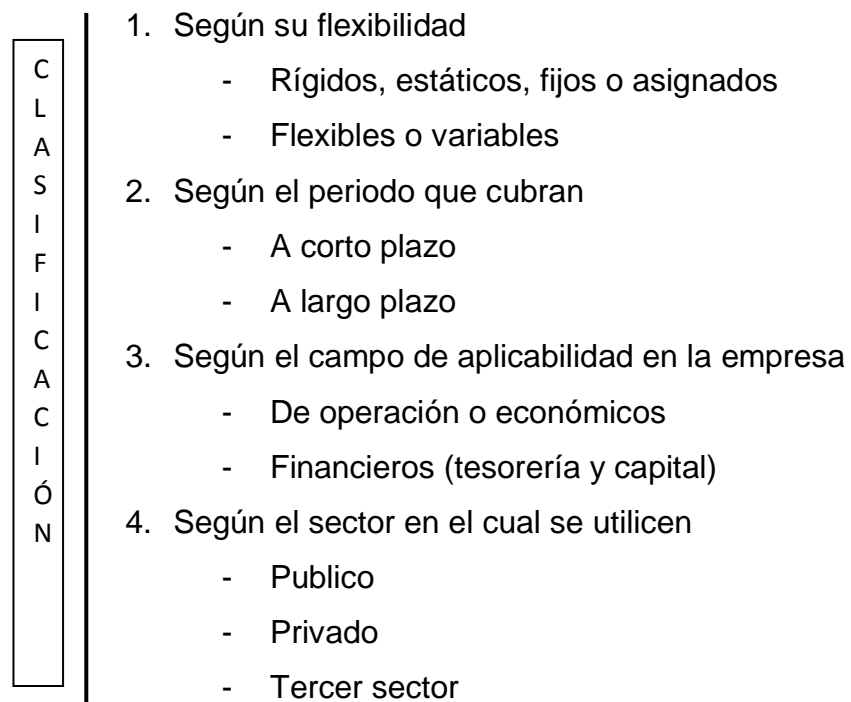 C
L
A
S
I
F
I
C
A
C
I
Ó
N
1. Según su flexibilidad
- Rígidos, estáticos, fijos o asignados
- Flexibles o variables
2. Según el periodo que cubran
- A corto plazo
- A largo plazo
3. Según el campo de aplicabilidad en la empresa
- De operación o económicos
- Financieros (tesorería y capital)
4. Según el sector en el cual se utilicen
- Publico
- Privado
- Tercer sector